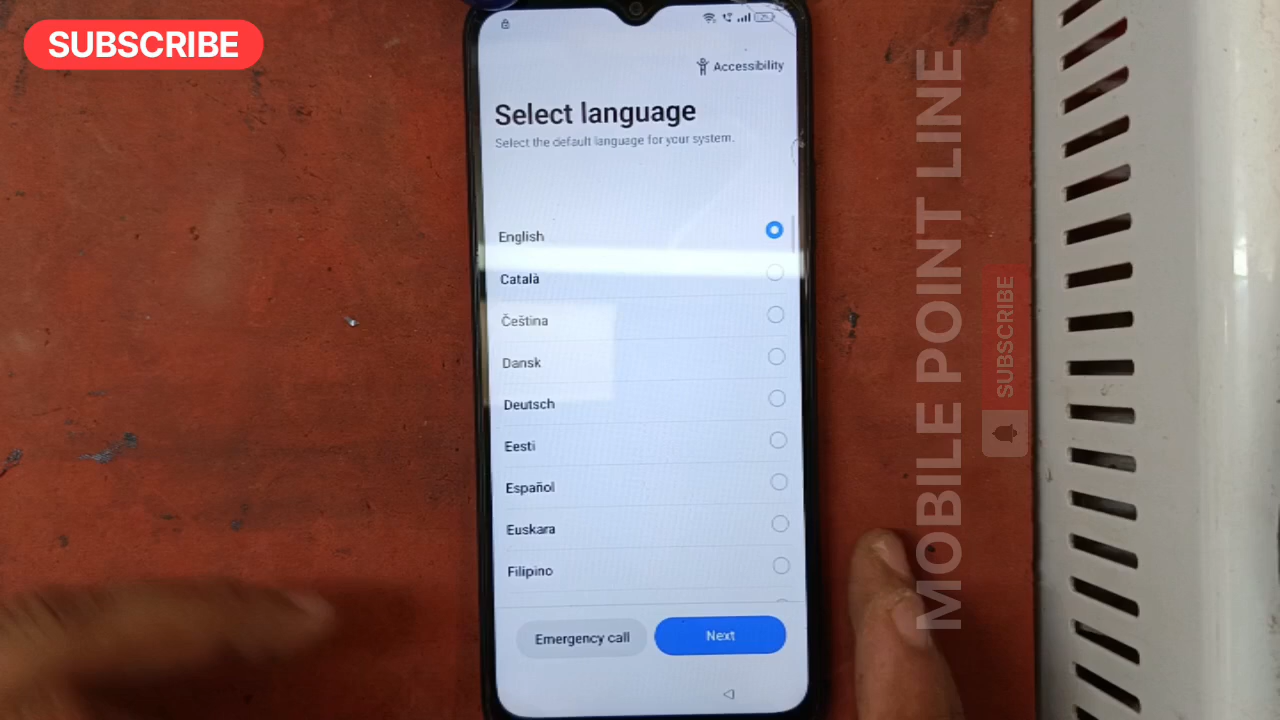 SUBSCRIBE
Accessibility
Select language
Select the default language for your system.
English
Català
Čeština
Dansk
Deutsch
Eesti
Español
Euskara
Filipino
Emergency call
Next
MOBILE POINT LINE
SUBSCRIBE